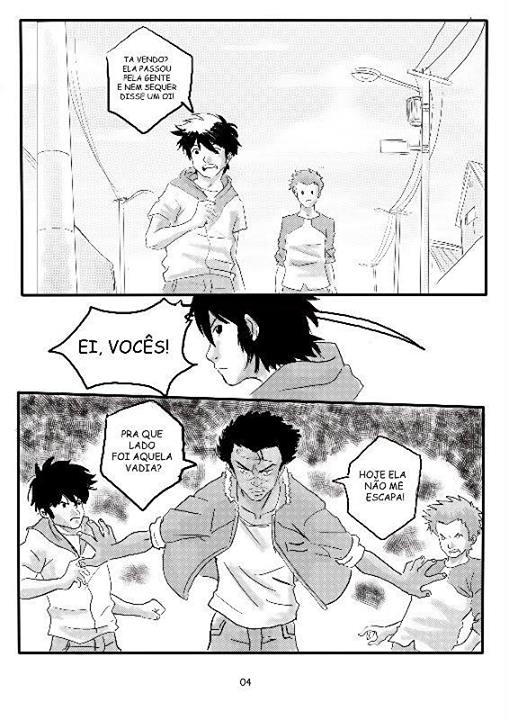 TA VENDO?
ELA PASSOU
PELA GENTE
E NEM SEQUER
DISSE UM OI!
EI, VOCÊS!
PRA QUE
LADO
FOI AQUELA
VADIA?
HOJE ELA
NÃO ME
ESCAPA!
04